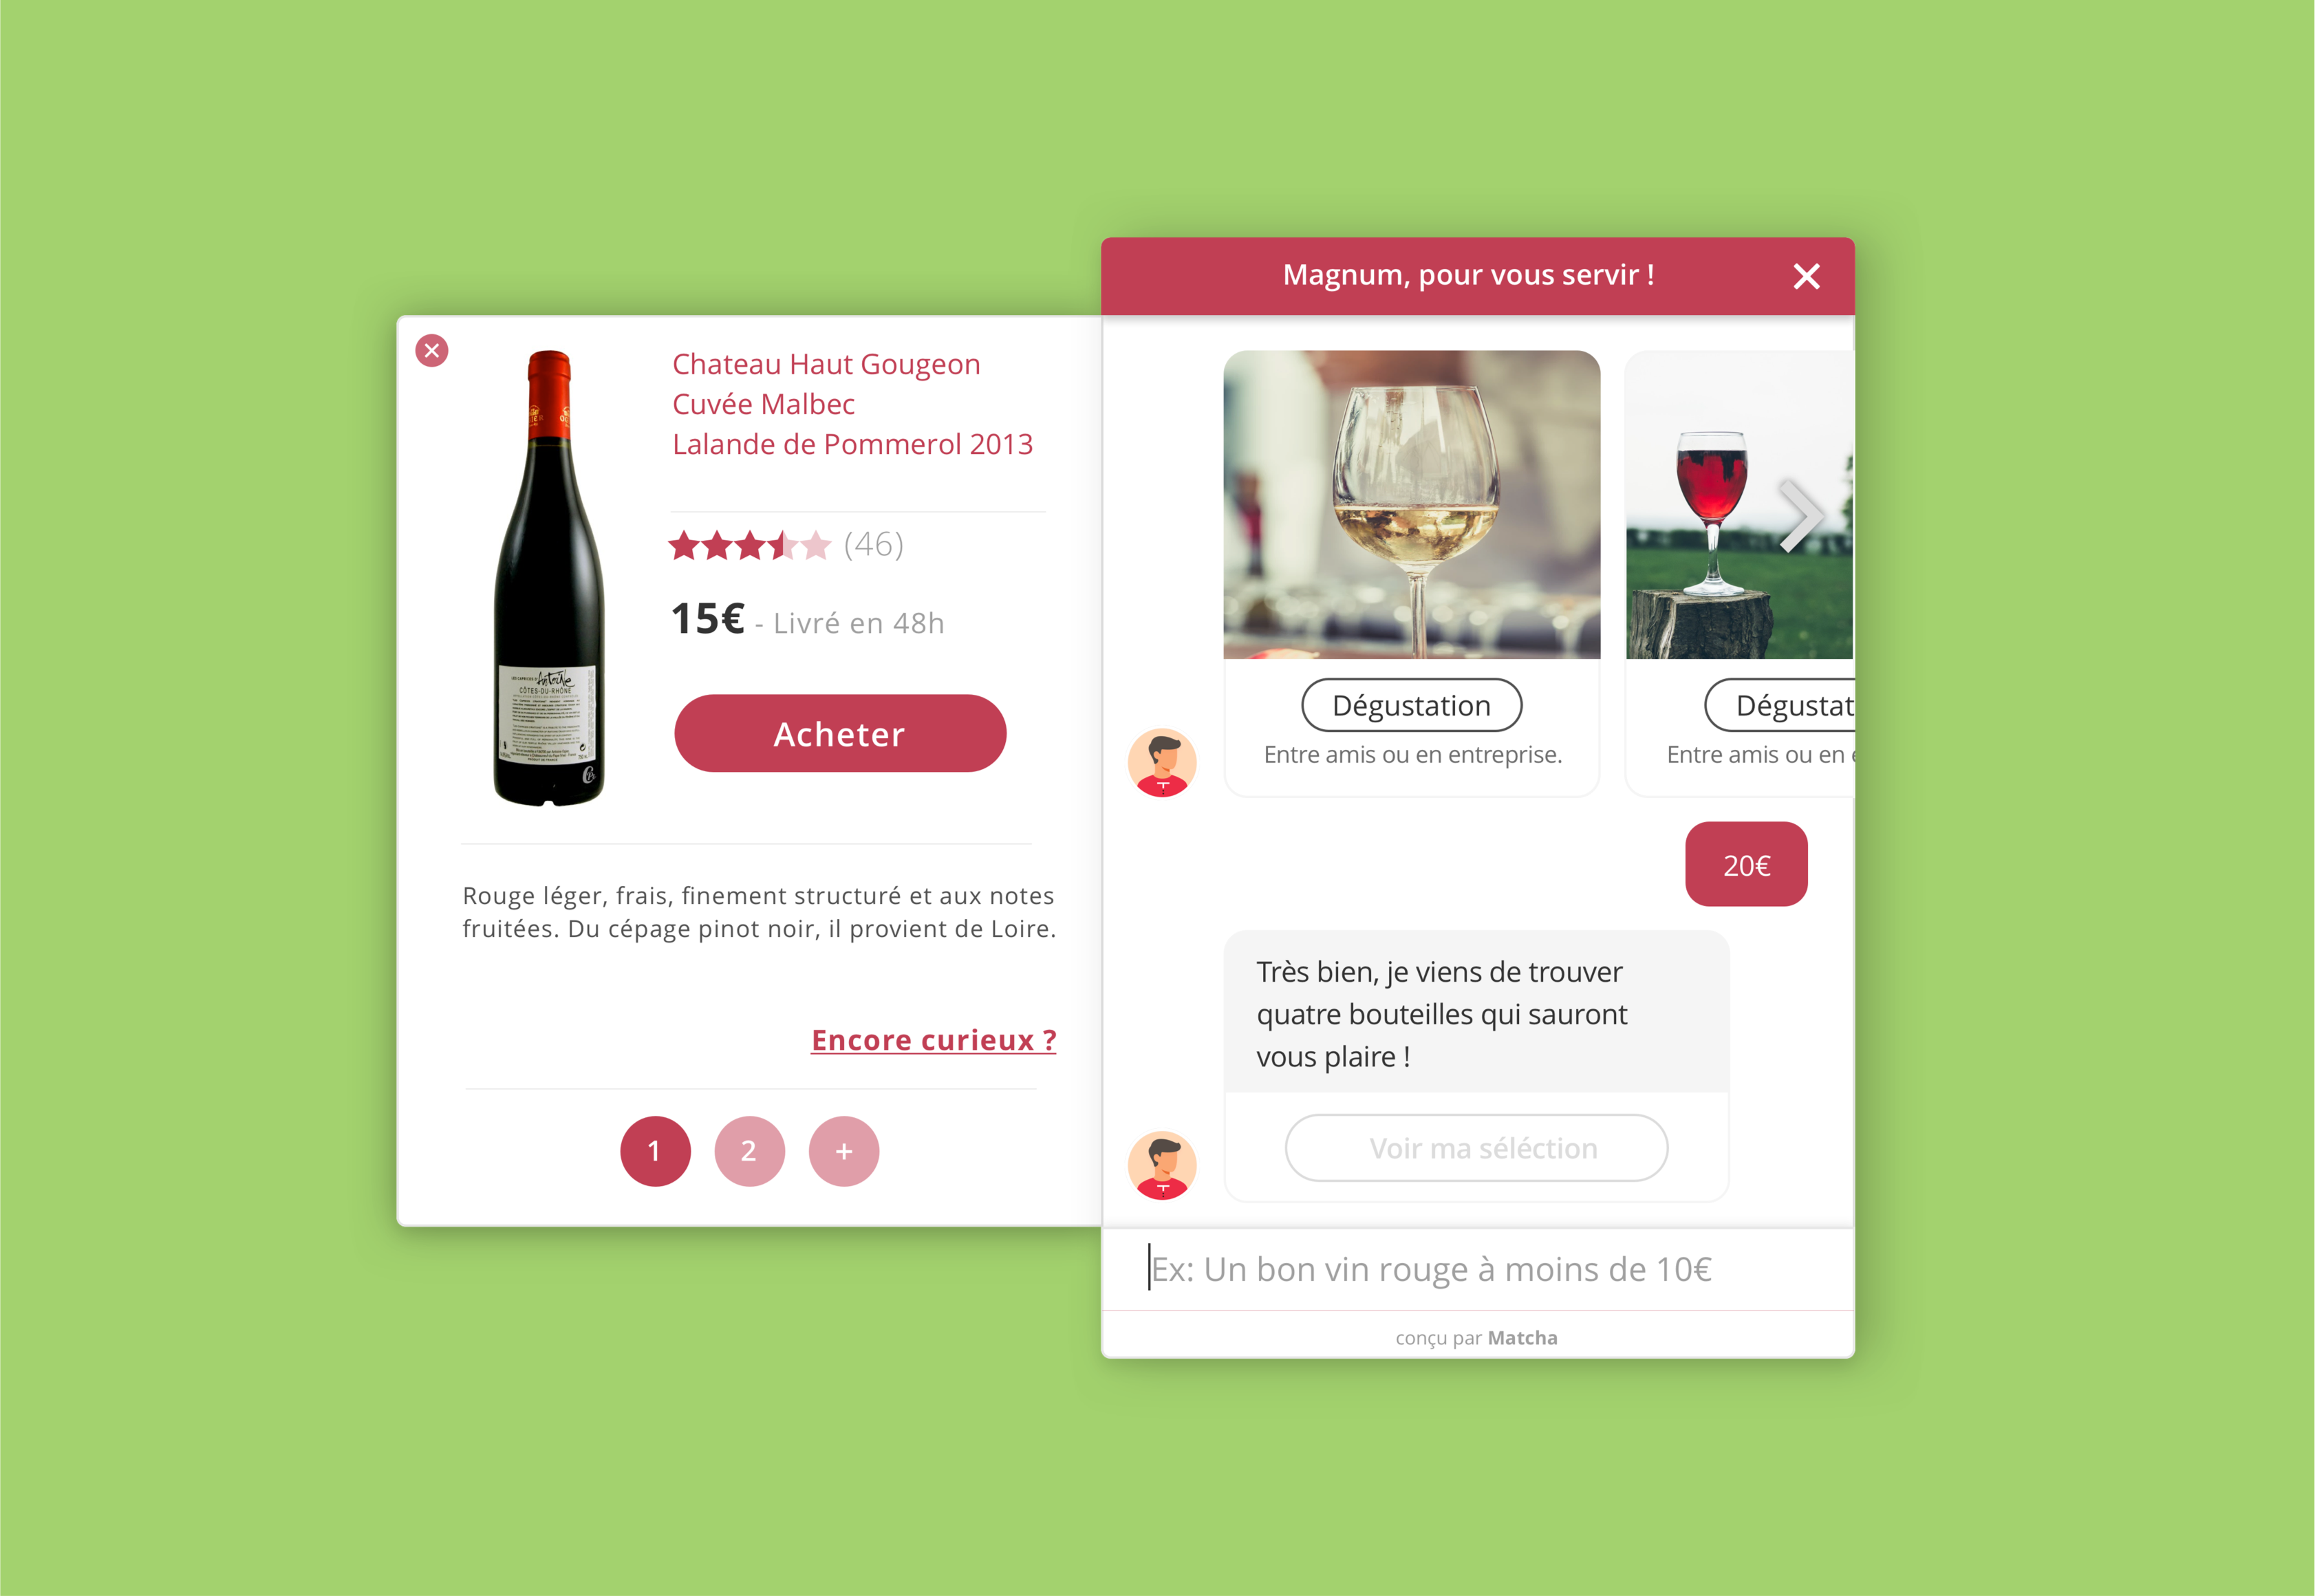 Chateau Haut Gougeon
Cuvée Malbec
Lalande de Pommerol 2013
(46)
15€ - Livré en 48h
Acheter
Antoine
CÔTES-DU-RHÔNE
Rouge léger, frais, finement structuré et aux notes
fruitées. Du cépage pinot noir, il provient de Loire.
Encore curieux ?
1 2 +
Magnum, pour vous servir !
Dégustation
Entre amis ou en entreprise.
Dégustat
Entre amis ou en
20€
Très bien, je viens de trouver
quatre bouteilles qui sauront
vous plaire !
Voir ma séléction
Ex: Un bon vin rouge à moins de 10€
conçu par Matcha